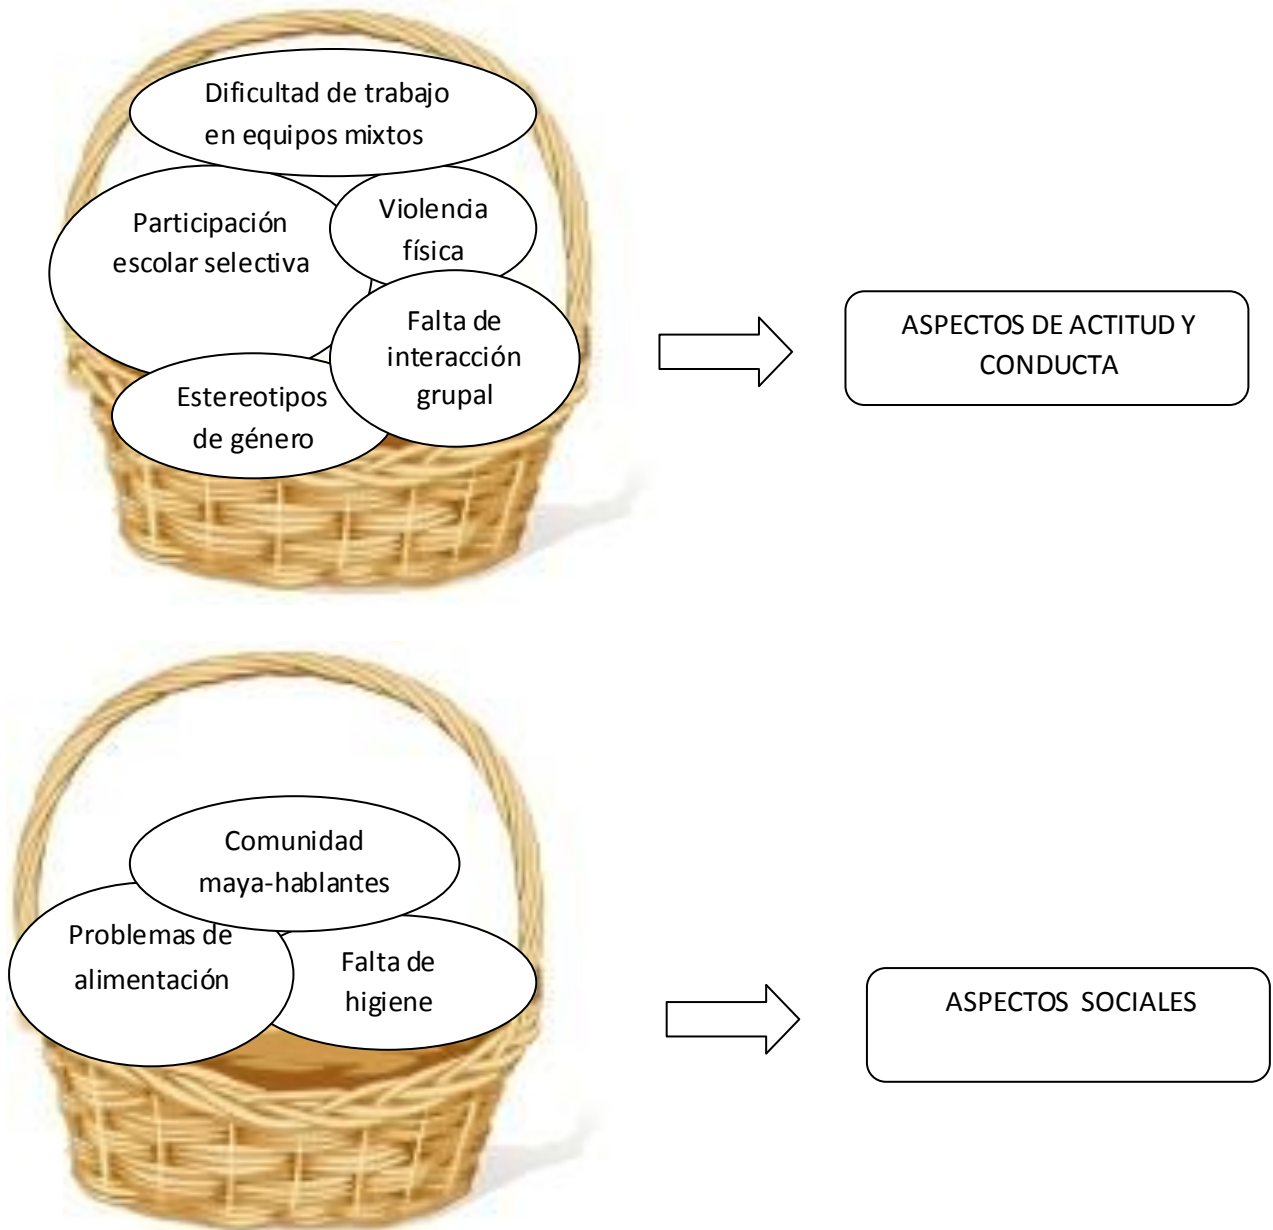 Dificultad de trabajo
en equipos mixtos
Participación
escolar selectiva
Violencia
física
Falta de
interacción
grupal
Estereotipos
de género
ASPECTOS DE ACTITUD Y
CONDUCTA
Comunidad
maya-hablantes
Problemas de
alimentación
Falta de
higiene
ASPECTOS SOCIALES